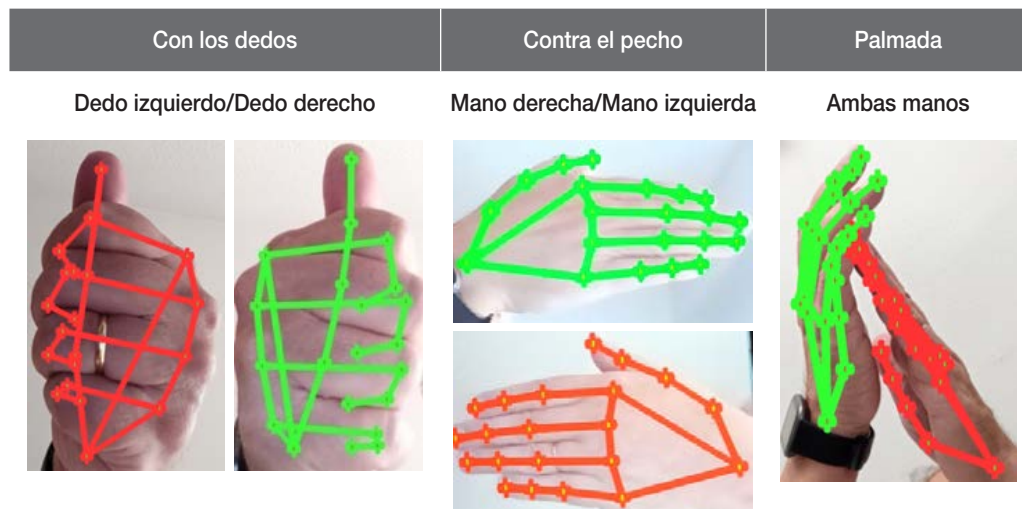 Con los dedos
Contra el pecho
Palmada
Dedo izquierdo/Dedo derecho
Mano derecha/Mano izquierda
Ambas manos